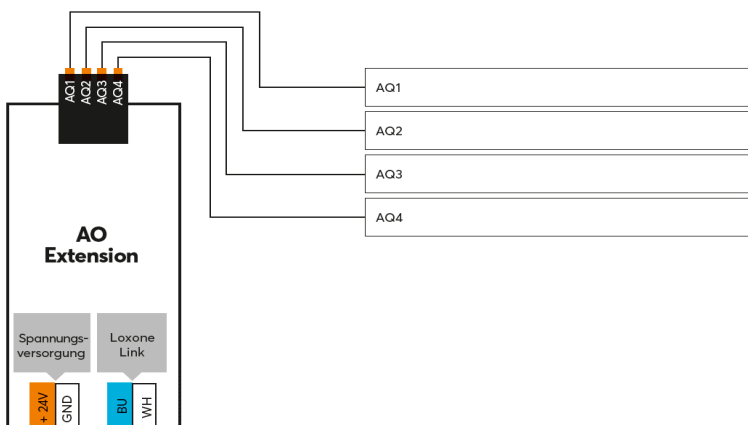 AQ1
AQ2
AQ3
AQ4
AQ1
AQ2
AQ3
AQ4
AO
Extension
Spannungs-
versorgung
Loxone
Link
+ 24V
GND
BU
WH